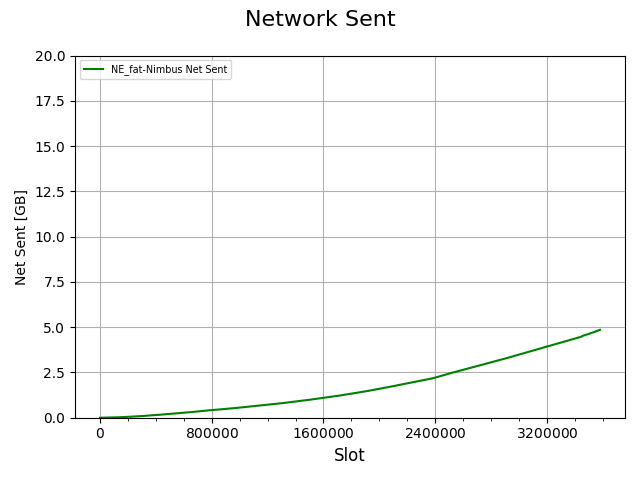 Network Sent
NE_fat-Nimbus Net Sent
Net Sent [GB]
20.0
17.5
15.0
12.5
10.0
7.5
5.0
2.5
0.0
0 800000 1600000 2400000 3200000
Slot